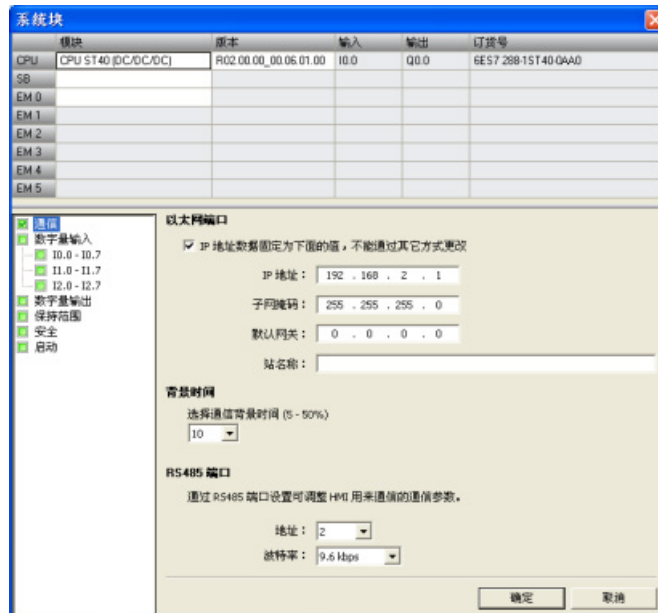 系统块
模块 版本 输入 输出 订货号
CPU CPU ST40 (DC/DC/DC) R02.00.00_00.06.01.00 I0.0 Q0.0 6ES7 288-1ST40-0AA0
SB
EM 0
EM 1
EM 2
EM 3
EM 4
EM 5
通信
数字量输入
I0.0 - I0.7
I1.0 - I1.7
I2.0 - I2.7
数字量输出
保持范围
安全
启动
以太网端口
IP 地址数据固定为下面的值，不能通过其它方式更改
IP 地址： 192 . 168 . 2 . 1
子网掩码： 255 . 255 . 255 . 0
默认网关： 0 . 0 . 0 . 0
站名称：
背景时间
选择通信背景时间 (5 - 50%)
10
RS485 端口
通过 RS485 端口设置可调整 HMI 用来通信的通信参数。
地址： 2
波特率： 9.6 kbps
确定 取消